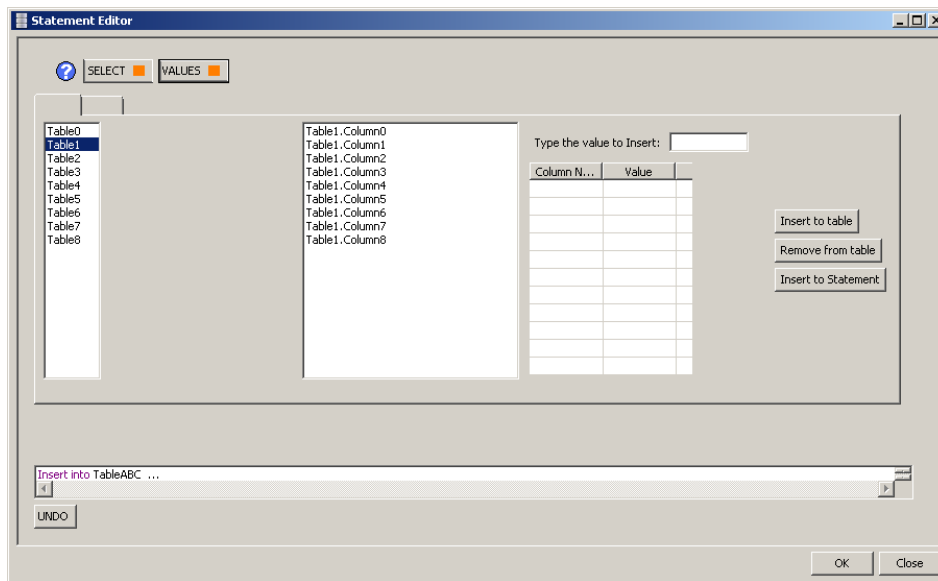 Statement Editor
SELECT
VALUES
Table0
Table1
Table2
Table3
Table4
Table5
Table6
Table7
Table8
Table1.Column0
Table1.Column1
Table1.Column2
Table1.Column3
Table1.Column4
Table1.Column5
Table1.Column6
Table1.Column7
Table1.Column8
Type the value to Insert:
Column N... Value
Insert to table
Remove from table
Insert to Statement
Insert into TableABC ...
UNDO
OK Close